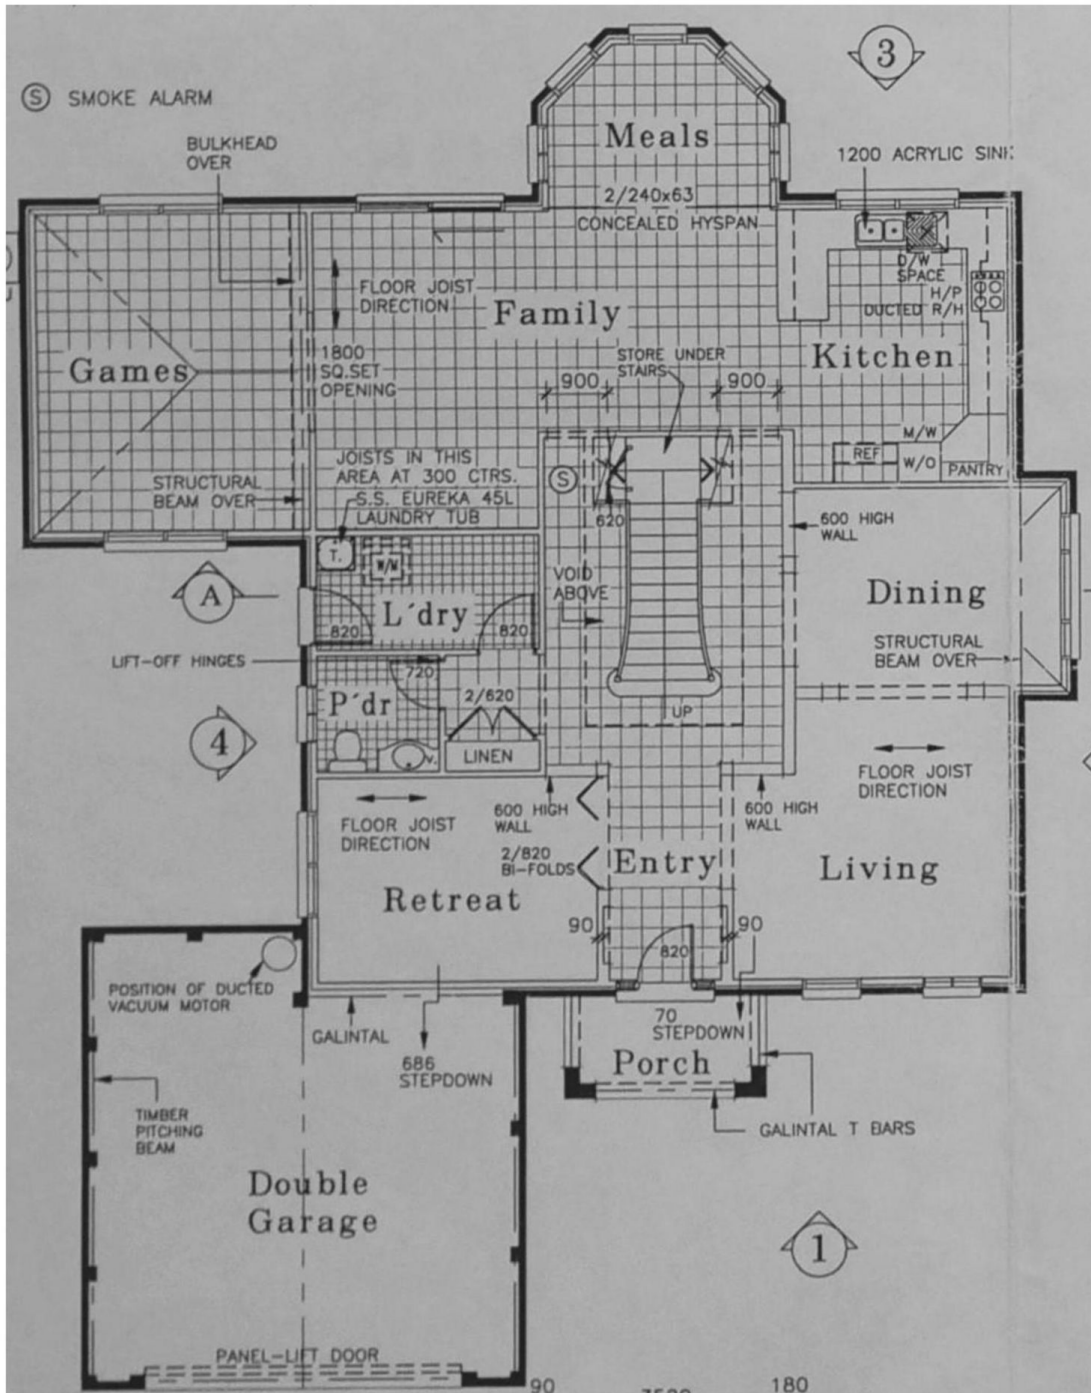 3
S SMOKE ALARM
BULKHEAD
OVER
Meals
1200 ACRYLIC SINK
2/240x63
CONCEALED HYSPAN
D/W
SPACE
H/P
DUCTED R/H
FLOOR JOIST
DIRECTION
Family
Games
1800
SQ.SET
OPENING
STORE UNDER
STAIRS
Kitchen
900
900
M/W
REF
W/O
PANTRY
JOISTS IN THIS
AREA AT 300 CTRS.
STRUCTURAL
BEAM OVER
S.S. EUREKA 45L
LAUNDRY TUB
S
620
600 HIGH
WALL
T.
W/M
VOID
ABOVE
A
L'dry
Dining
820
820
LIFT-OFF HINGES
720
STRUCTURAL
BEAM OVER
P'dr
2/620
UP
4
V.
LINEN
FLOOR JOIST
DIRECTION
FLOOR JOIST
DIRECTION
600 HIGH
WALL
600 HIGH
WALL
2/820
BI-FOLDS
Entry
Living
Retreat
90
90
820
POSITION OF DUCTED
VACUUM MOTOR
GALINTAL
686
STEPDOWN
70
STEPDOWN
Porch
TIMBER
PITCHING
BEAM
GALINTAL T BARS
Double
Garage
1
PANEL-LIFT DOOR
90
180